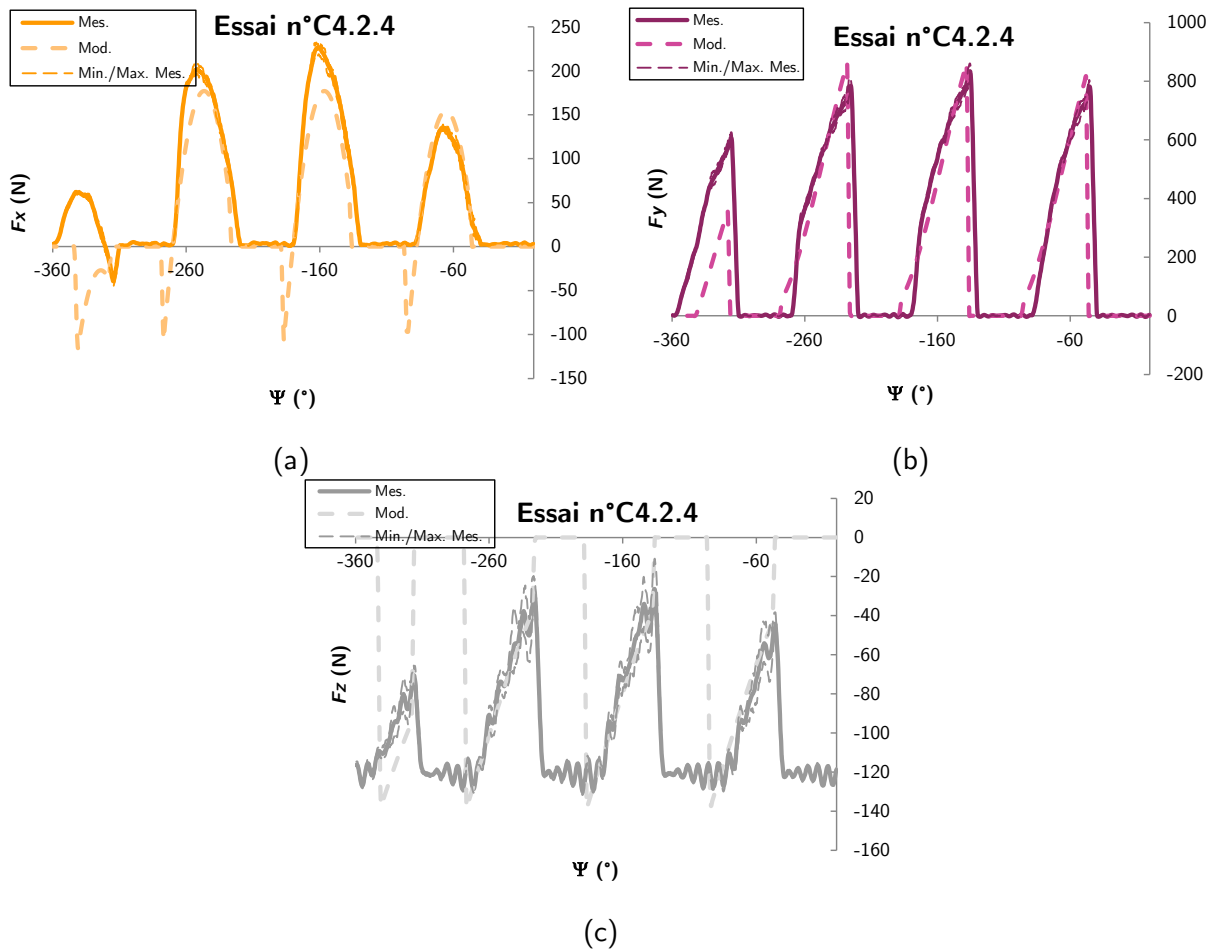 Mes.
Mod.
Min./Max. Mes.
Essai n°C4.2.4
250
200
150
100
50
0
-50
-100
-150
-360
-260
-160
-60
Fx (N)
Ψ (°)
(a)
Mes.
Mod.
Min./Max. Mes.
Essai n°C4.2.4
1000
800
600
400
200
0
-200
-360
-260
-160
-60
Fy (N)
Ψ (°)
(b)
Mes.
Mod.
Min./Max. Mes.
Essai n°C4.2.4
20
0
-20
-40
-60
-80
-100
-120
-140
-160
-360
-260
-160
-60
Fz (N)
Ψ (°)
(c)